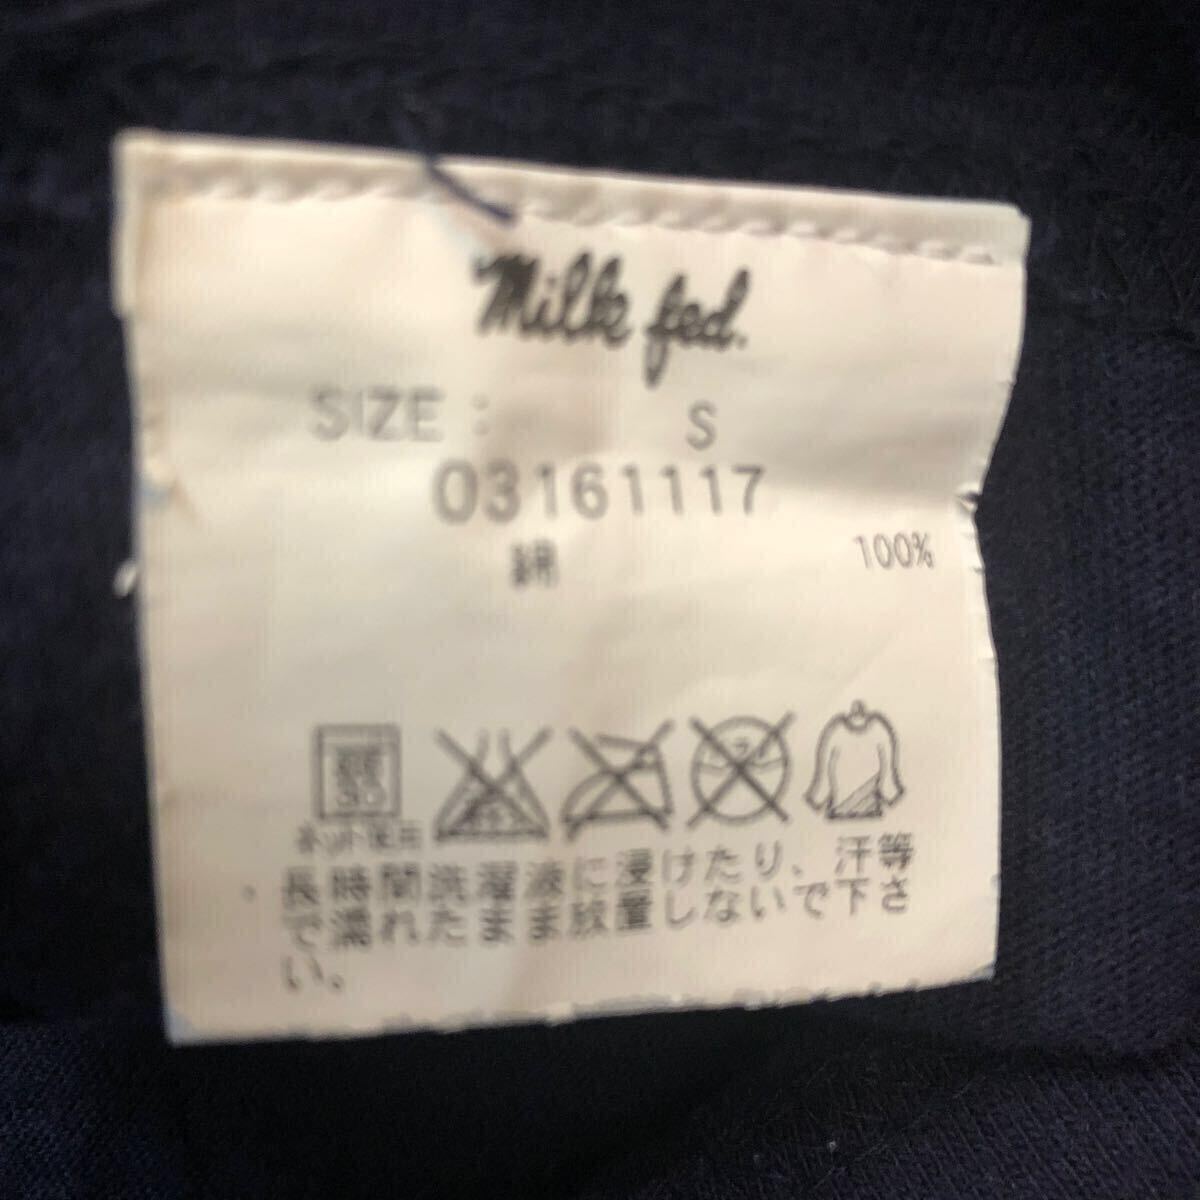 Milk fed.
SIZE : S
03161117
綿 100%
ネット使用
長時間洗濯液に浸けたり、汗等
で濡れたまま放置しないで下さ
い。